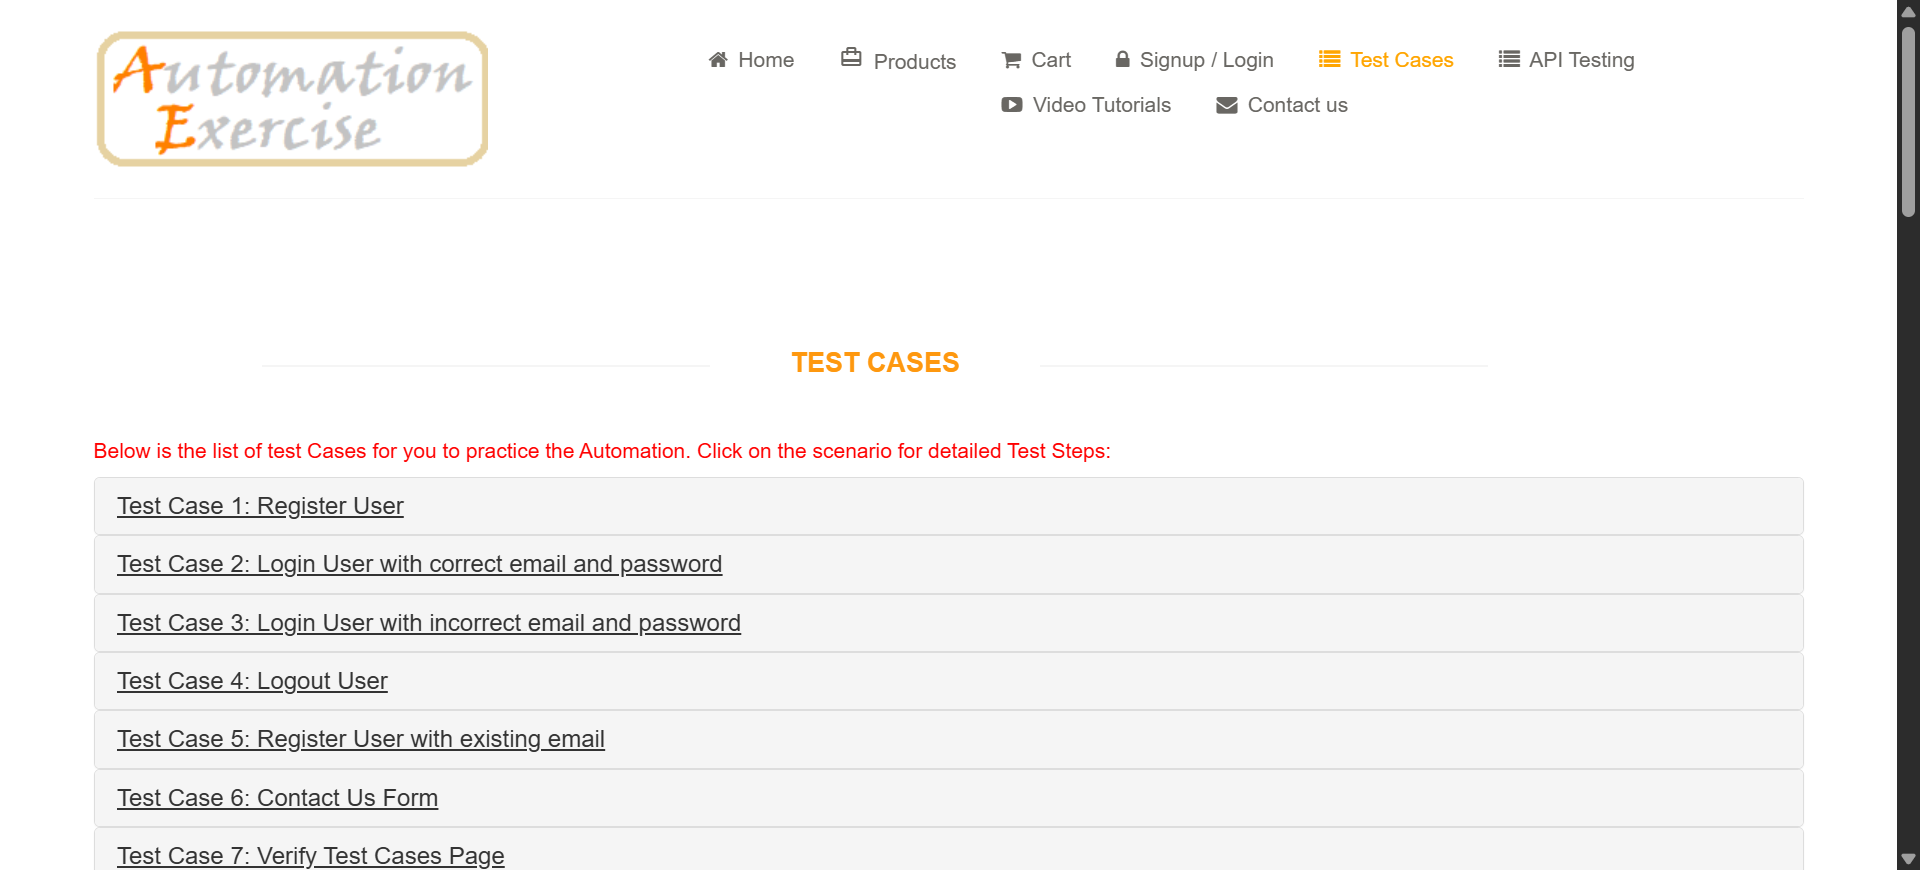 Automation
Exercise
Home
Products
Cart
Signup / Login
Test Cases
API Testing
Video Tutorials
Contact us
TEST CASES
Below is the list of test Cases for you to practice the Automation. Click on the scenario for detailed Test Steps:
Test Case 1: Register User
Test Case 2: Login User with correct email and password
Test Case 3: Login User with incorrect email and password
Test Case 4: Logout User
Test Case 5: Register User with existing email
Test Case 6: Contact Us Form
Test Case 7: Verify Test Cases Page